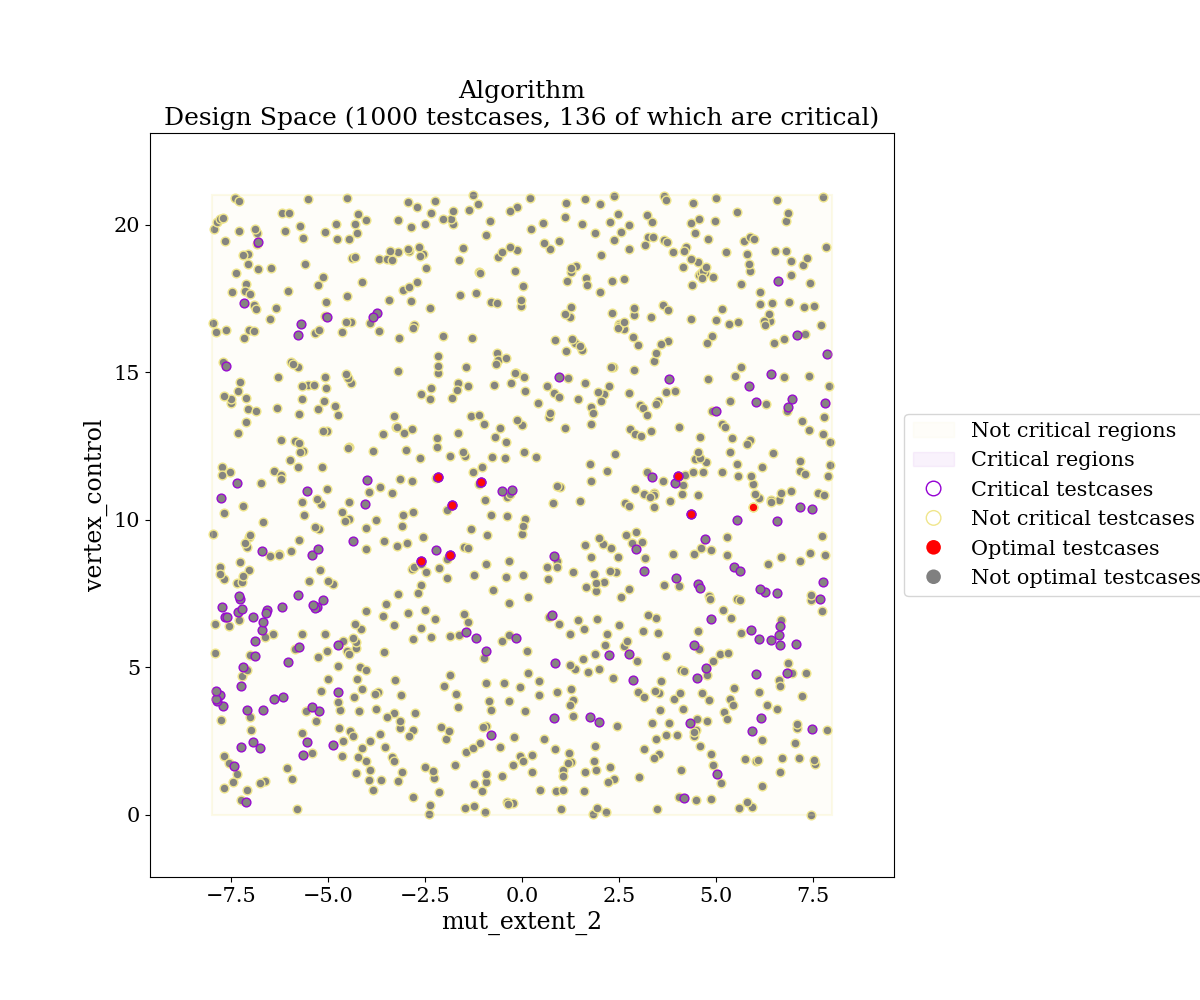 Algorithm
Design Space (1000 testcases, 136 of which are critical)
20
15
10
5
0
vertex_control
−7.5
−5.0
−2.5
0.0
2.5
5.0
7.5
mut_extent_2
Not critical regions
Critical regions
Critical testcases
Not critical testcases
Optimal testcases
Not optimal testcases